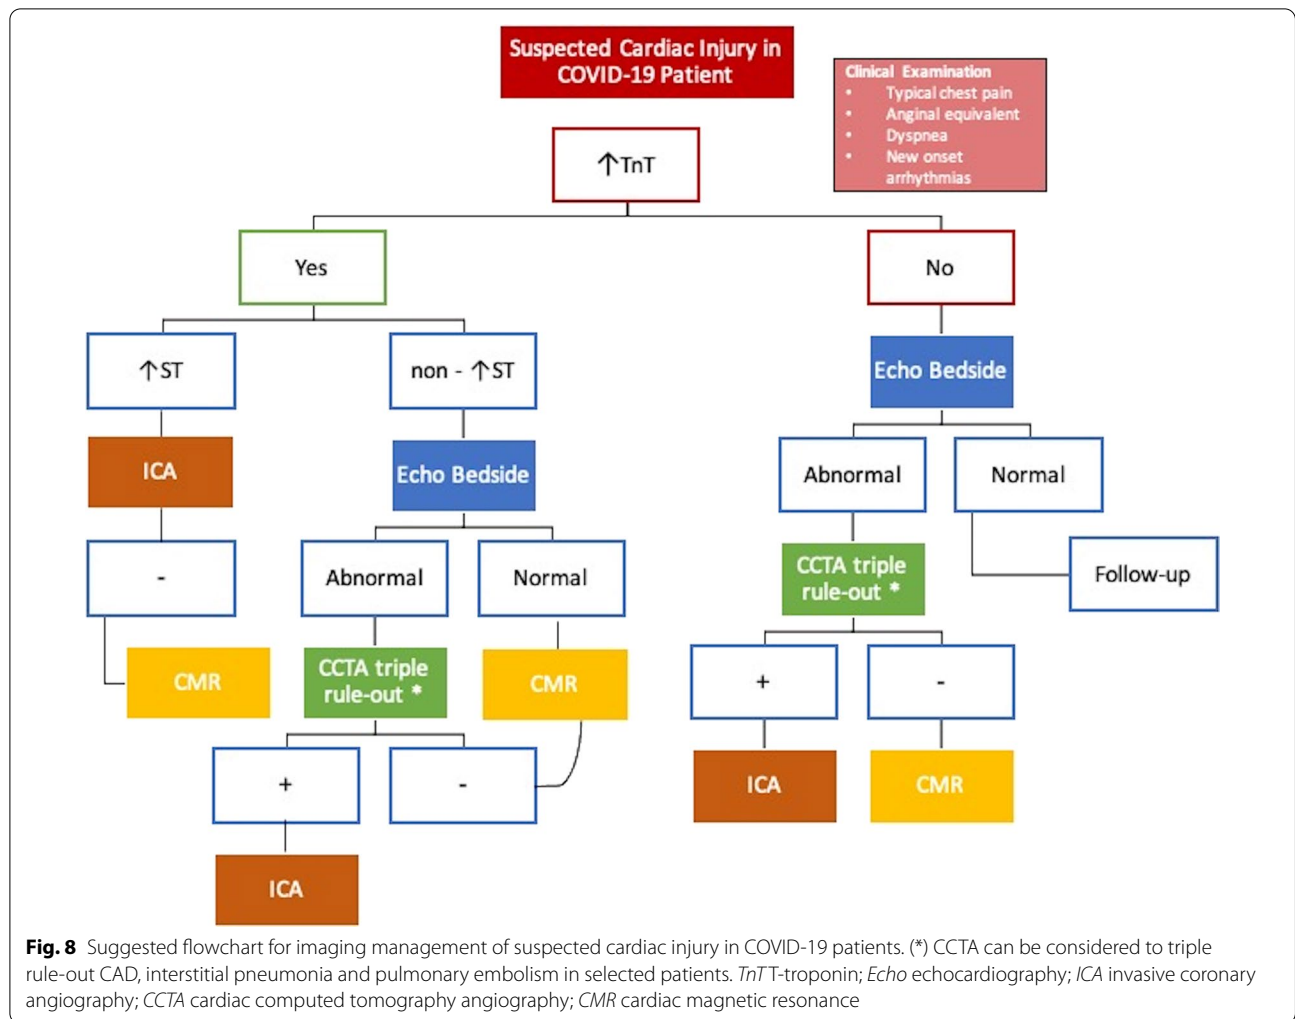 Suspected Cardiac Injury in
COVID-19 Patient
Clinical Examination
• Typical chest pain
• Anginal equivalent
• Dyspnea
• New onset
arrhythmias
↑TnT
Yes
No
↑ST
non - ↑ST
Echo Bedside
ICA
Echo Bedside
Abnormal
Normal
-
Abnormal
Normal
CCTA triple
rule-out *
Follow-up
CMR
CCTA triple
rule-out *
CMR
+
-
+
-
ICA
CMR
ICA
Fig. 8 Suggested flowchart for imaging management of suspected cardiac injury in COVID-19 patients. (*) CCTA can be considered to triple
rule-out CAD, interstitial pneumonia and pulmonary embolism in selected patients. TnT T-troponin; Echo echocardiography; ICA invasive coronary
angiography; CCTA cardiac computed tomography angiography; CMR cardiac magnetic resonance